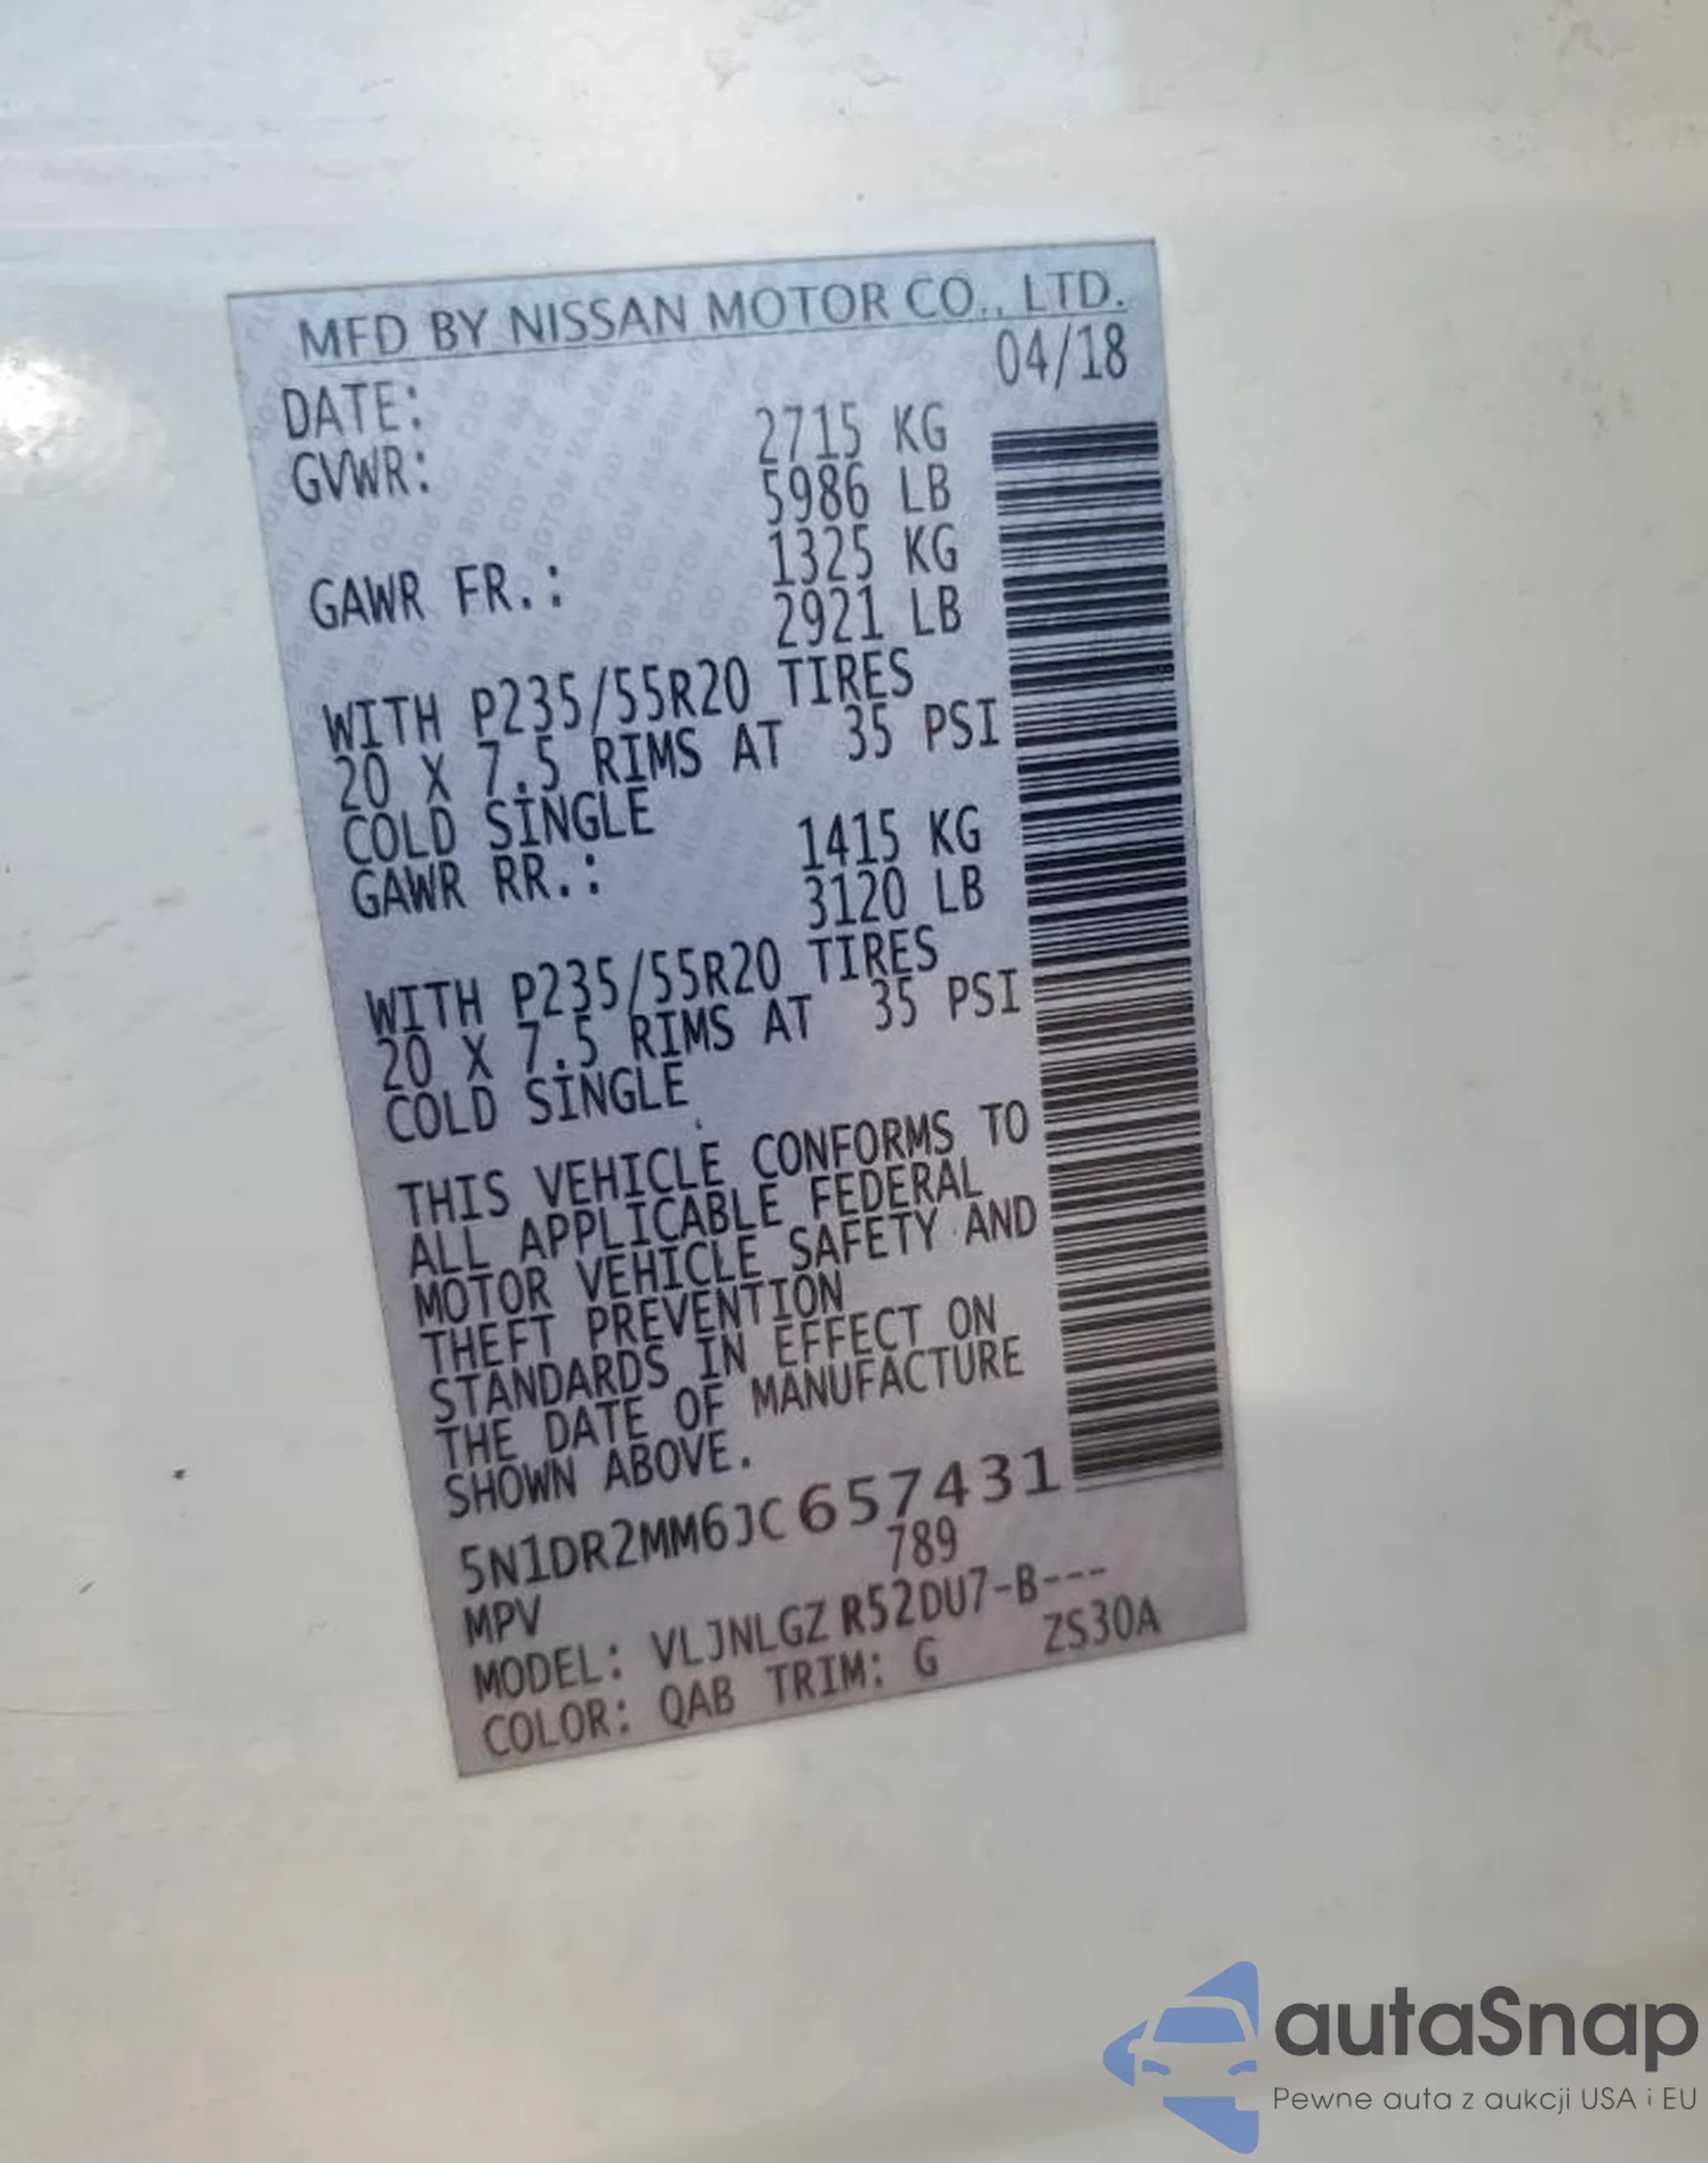 MFD BY NISSAN MOTOR CO., LTD.
DATE: 04/18
GVWR: 2715 KG
5986 LB
GAWR FR.: 1325 KG
2921 LB
WITH P235/55R20 TIRES
20 X 7.5 RIMS AT 35 PSI
COLD SINGLE
GAWR RR.: 1415 KG
3120 LB
WITH P235/55R20 TIRES
20 X 7.5 RIMS AT 35 PSI
COLD SINGLE
THIS VEHICLE CONFORMS TO
ALL APPLICABLE FEDERAL
MOTOR VEHICLE SAFETY AND
THEFT PREVENTION
STANDARDS IN EFFECT ON
THE DATE OF MANUFACTURE
SHOWN ABOVE.
5N1DR2MM6JC657431
MPV 789
MODEL: VLJNLGZ R52DU7-B---
COLOR: QAB TRIM: G ZS30A
autaSnap
Pewne auta z aukcji USA i EU